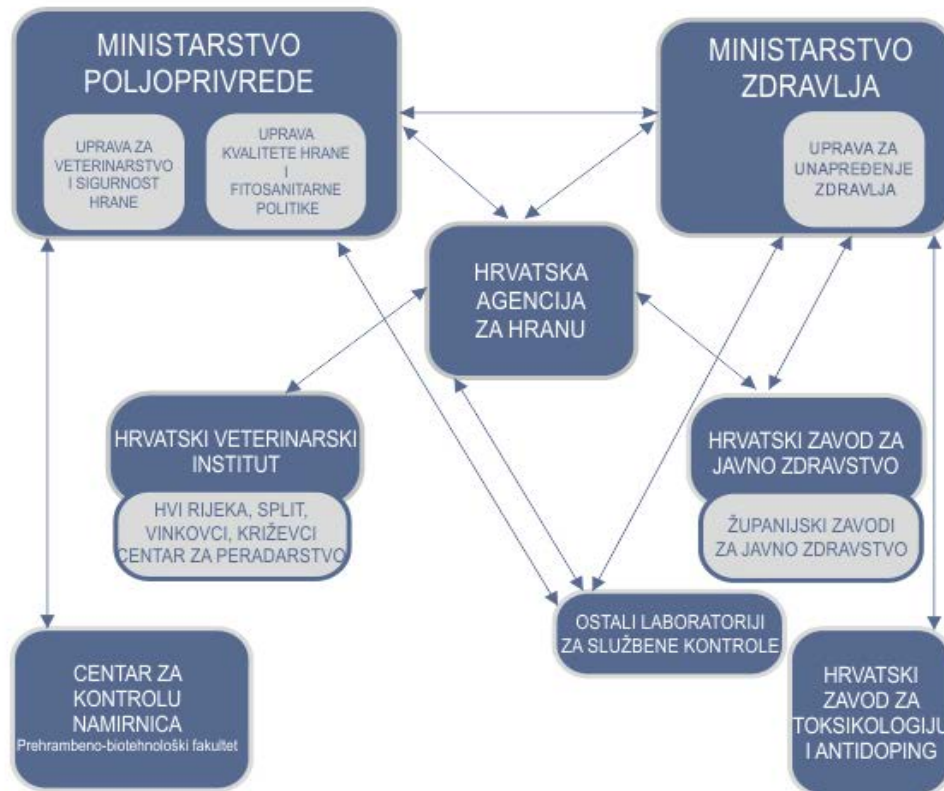 MINISTARSTVO
POLJOPRIVREDE
UPRAVA ZA
VETERINARSTVO
I SIGURNOST
HRANE
UPRAVA
KVALITETE HRANE
I
FITOSANITARNE
POLITIKE
MINISTARSTVO
ZDRAVLJA
UPRAVA ZA
UNAPREĐENJE
ZDRAVLJA
HRVATSKA
AGENCIJA
ZA HRANU
HRVATSKI VETERINARSKI
INSTITUT
HVI RIJEKA, SPLIT,
VINKOVCI, KRIŽEVCI
CENTAR ZA PERADARSTVO
HRVATSKI ZAVOD ZA
JAVNO ZDRAVSTVO
ŽUPANIJSKI ZAVODI
ZA JAVNO ZDRAVSTVO
OSTALI LABORATORIJI
ZA SLUŽBENE KONTROLE
CENTAR ZA
KONTROLU
NAMIRNICA
Prehrambeno-biotehnološki fakultet
HRVATSKI
ZAVOD ZA
TOKSIKOLOGIJU
I ANTIDOPING